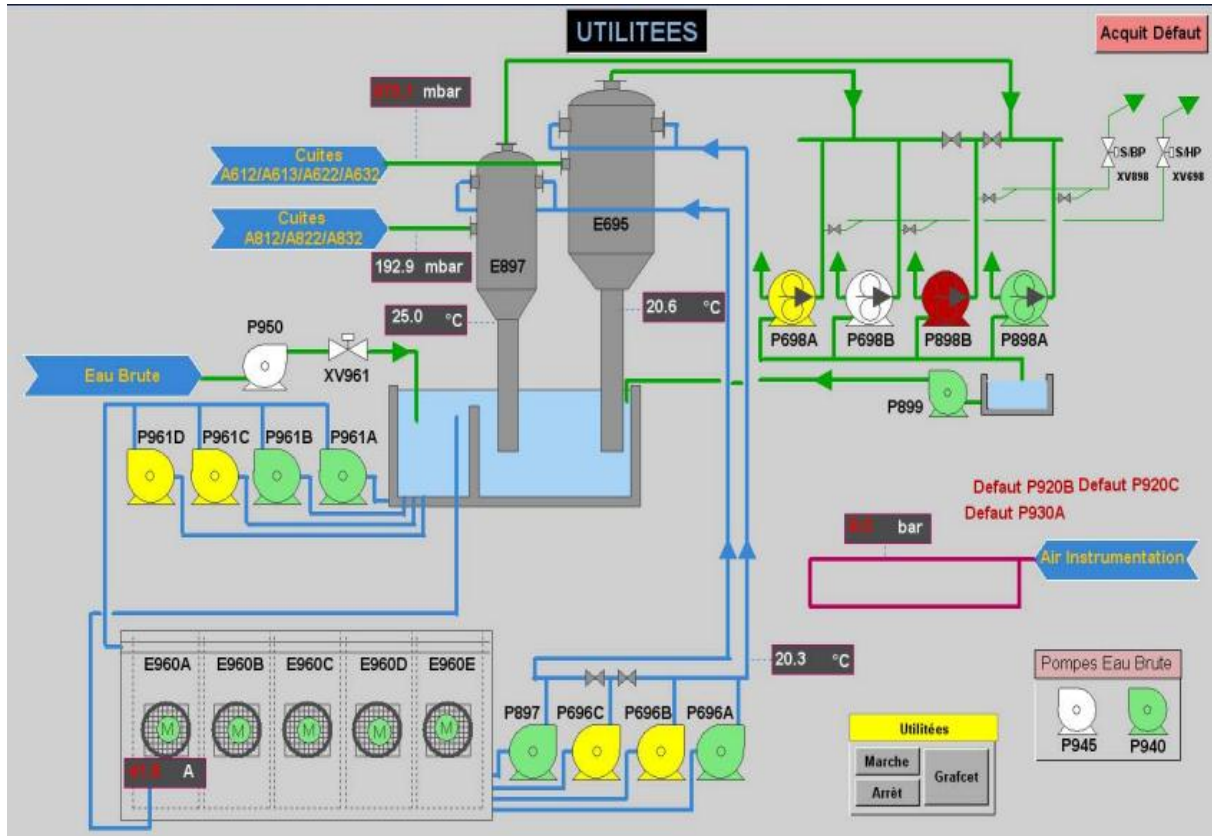 UTILITEES
Acquit Défaut
mbar
Cuites
A612/A613/A622/A632
Cuites
A812/A822/A832
192.9 mbar
E897
E695
25.0 °C
20.6 °C
S/BP
XV898
S/HP
XV698
P698A
P698B
P898B
P898A
P899
P950
XV961
Eau Brute
P961D
P961C
P961B
P961A
Defaut P920B
Defaut P920C
Defaut P930A
bar
Air Instrumentation
E960A
E960B
E960C
E960D
E960E
M
M
M
M
M
A
20.3 °C
P897
P696C
P696B
P696A
Utilitées
Marche
Arrèt
Grafcet
Pompes Eau Brute
P945
P940